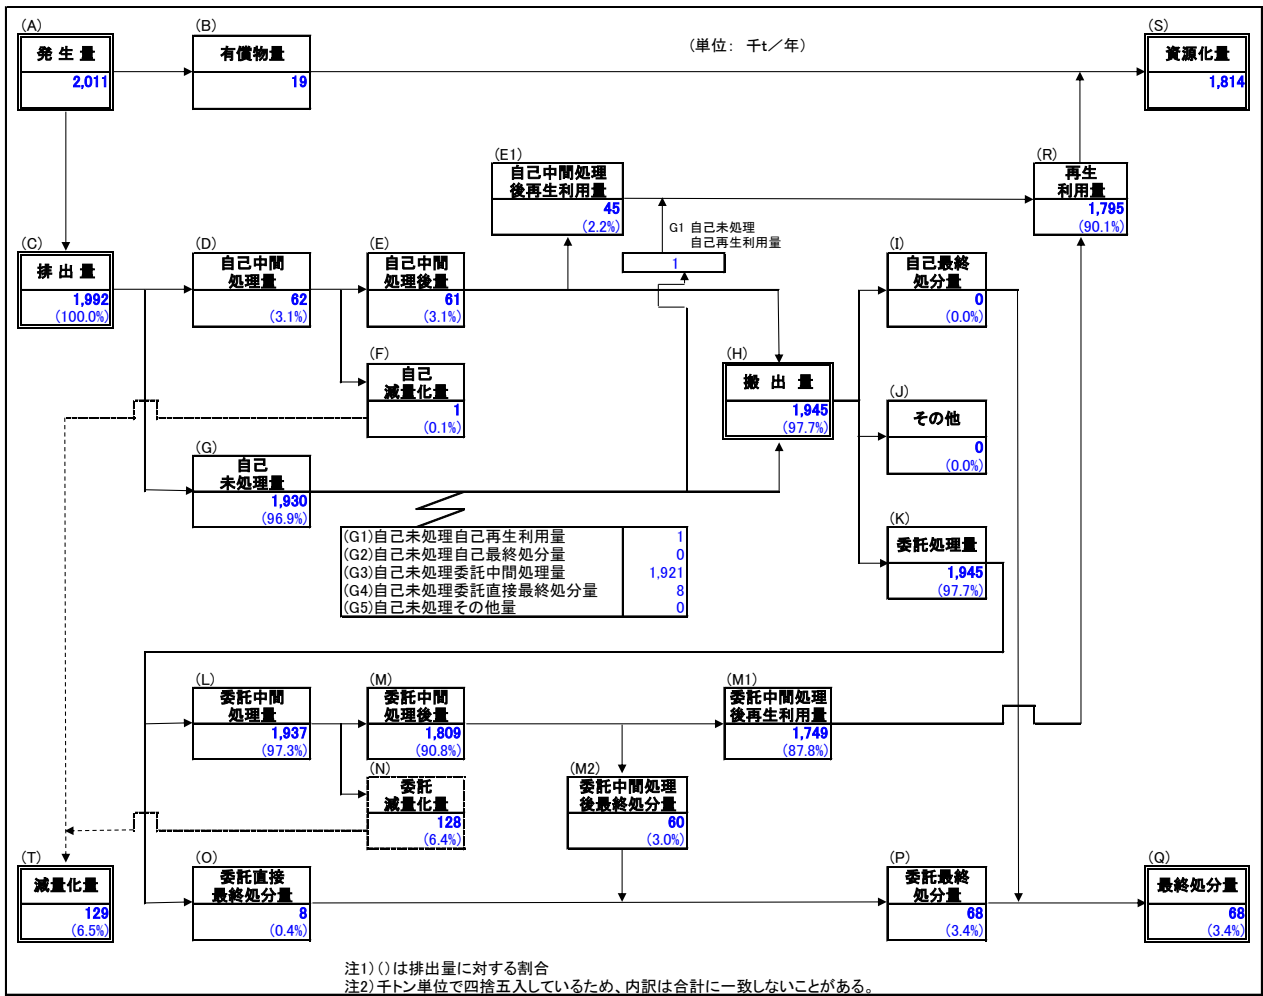 (A)
発 生 量
2,011
(B)
有償物量
19
(単位: 千t/年)
(S)
資源化量
1,814
(E1)
自己中間処理
後再生利用量
45
(2.2%)
(R)
再生
利用量
1,795
(90.1%)
G1 自己未処理
自己再生利用量
1
(C)
排 出 量
1,992
(100.0%)
(D)
自己中間
処理量
62
(3.1%)
(E)
自己中間
処理後量
61
(3.1%)
(I)
自己最終
処分量
0
(0.0%)
(F)
自己
減量化量
1
(0.1%)
(H)
搬 出 量
1,945
(97.7%)
(J)
その他
0
(0.0%)
(G)
自己
未処理量
1,930
(96.9%)
(G1)自己未処理自己再生利用量 1
(G2)自己未処理自己最終処分量 0
(G3)自己未処理委託中間処理量 1,921
(G4)自己未処理委託直接最終処分量 8
(G5)自己未処理その他量 0
(K)
委託処理量
1,945
(97.7%)
(L)
委託中間
処理量
1,937
(97.3%)
(M)
委託中間
処理後量
1,809
(90.8%)
(M1)
委託中間処理
後再生利用量
1,749
(87.8%)
(N)
委託
減量化量
128
(6.4%)
(M2)
委託中間処理
後最終処分量
60
(3.0%)
(T)
減量化量
129
(6.5%)
(O)
委託直接
最終処分量
8
(0.4%)
(P)
委託最終
処分量
68
(3.4%)
(Q)
最終処分量
68
(3.4%)
注1)()は排出量に対する割合
注2)千トン単位で四捨五入しているため、内訳は合計に一致しないことがある。